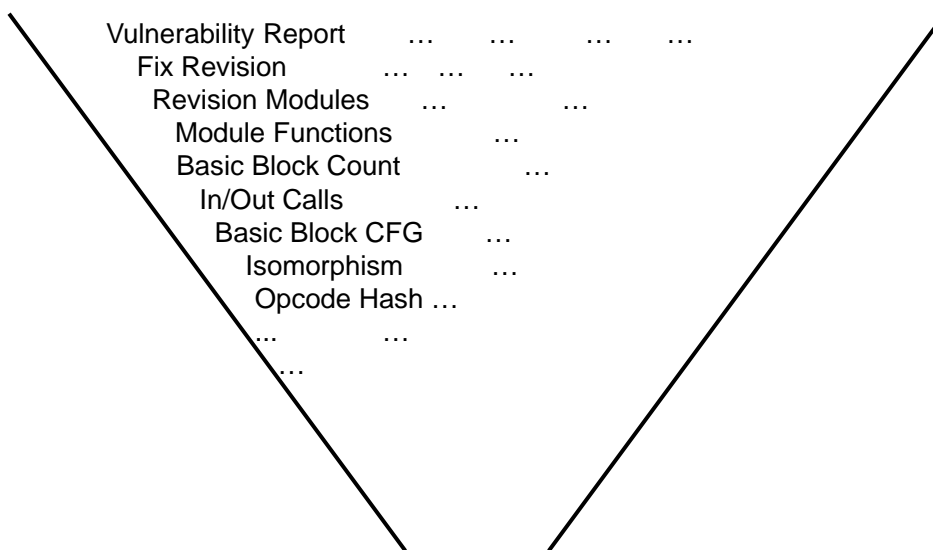 Vulnerability Report … … … …
Fix Revision … … …
Revision Modules … …
Module Functions …
Basic Block Count …
In/Out Calls …
Basic Block CFG …
Isomorphism …
Opcode Hash …
... …
…